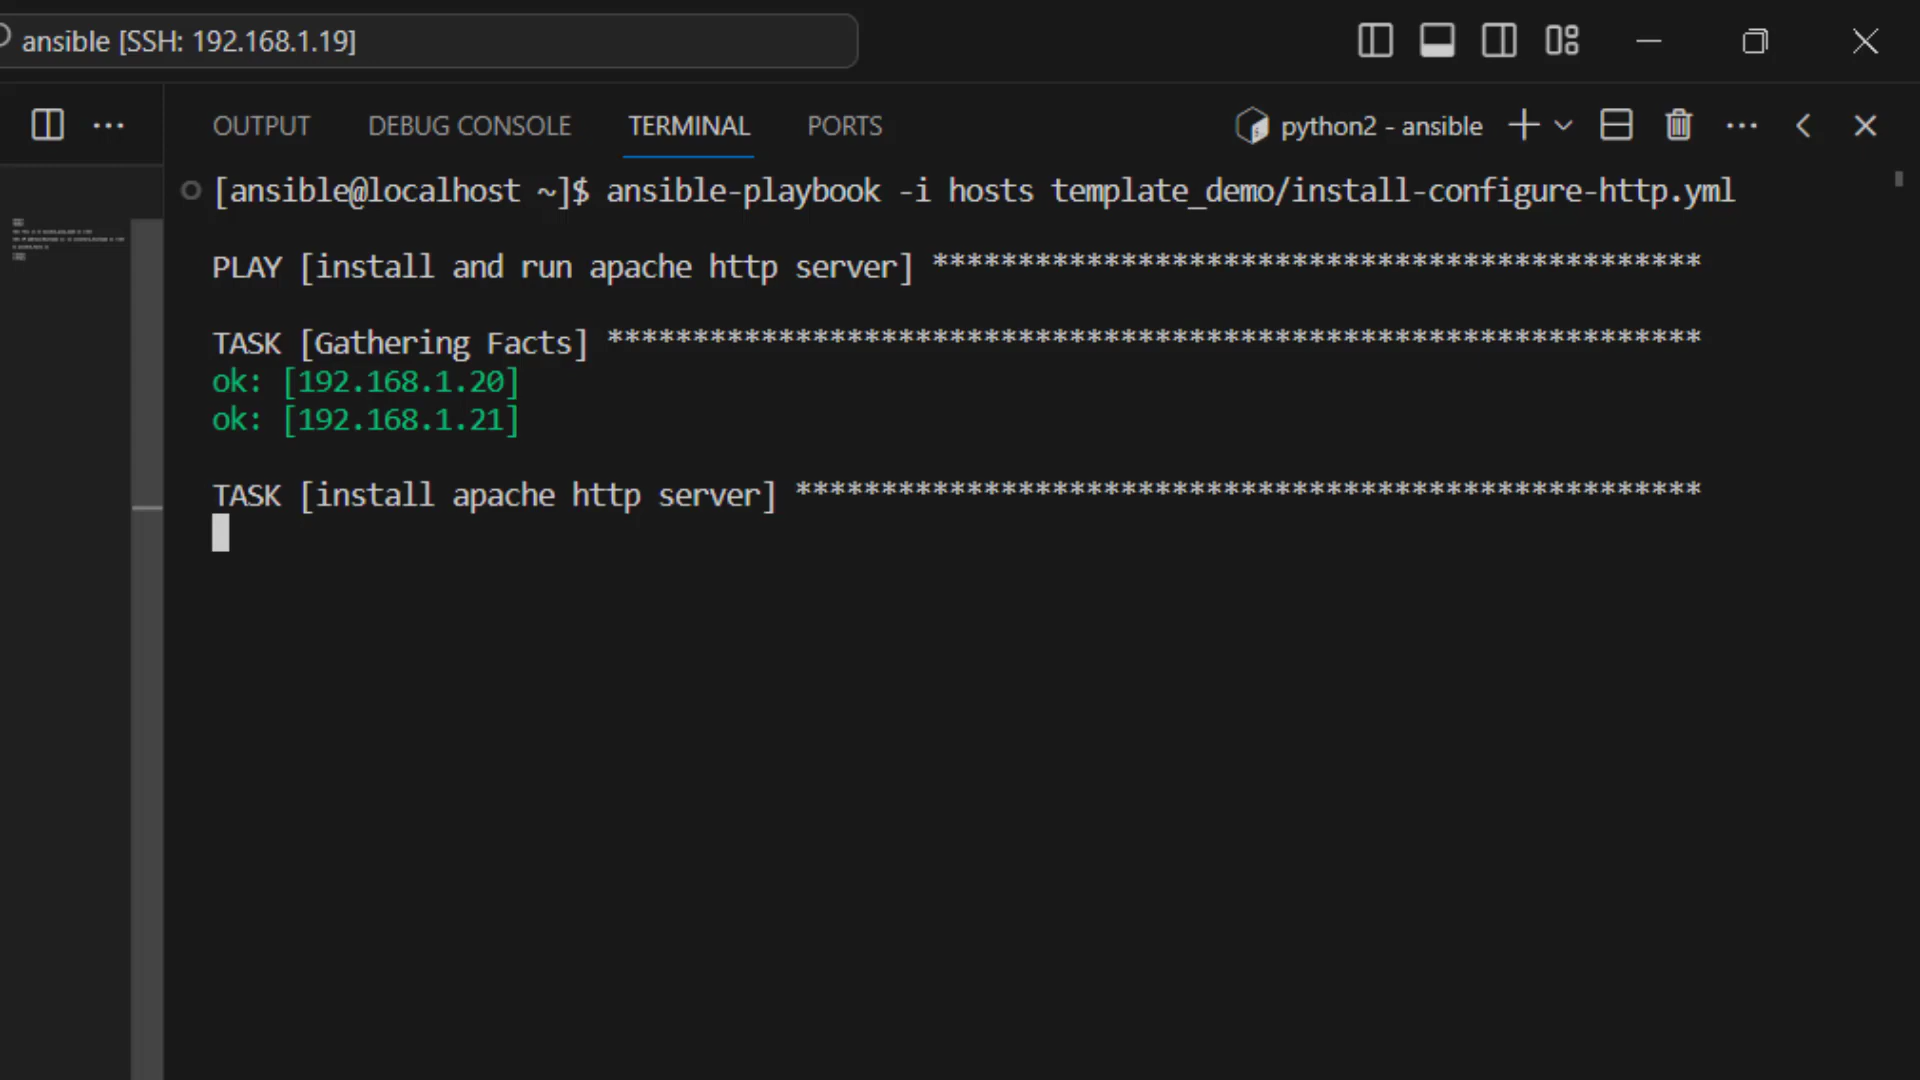 ansible [SSH: 192.168.1.19]
OUTPUT DEBUG CONSOLE TERMINAL PORTS python2 - ansible
[ansible@localhost ~]$ ansible-playbook -i hosts template_demo/install-configure-http.yml
PLAY [install and run apache http server] *********************************************
TASK [Gathering Facts] ****************************************************************
ok: [192.168.1.20]
ok: [192.168.1.21]
TASK [install apache http server] *****************************************************